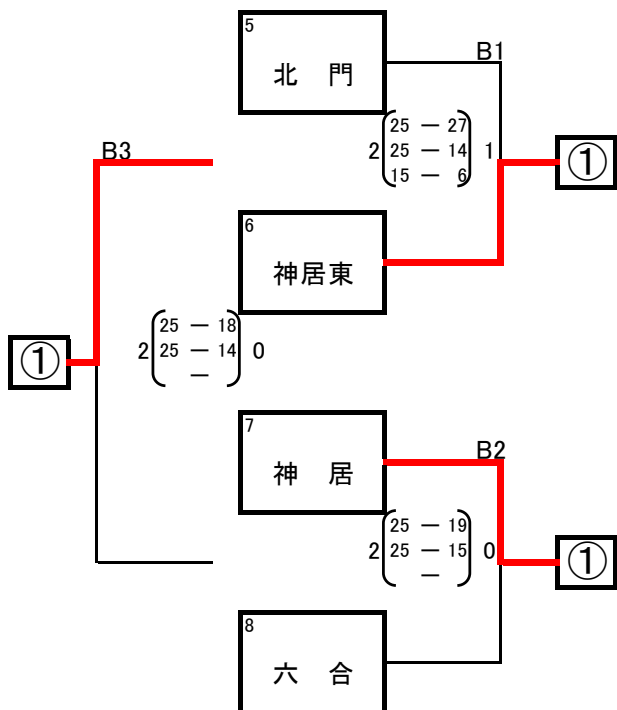 5
北 門
B1
25 ー 27
2 25 ー 14 1
15 ー 6
①
B3
6
神居東
25 ー 18
2 25 ー 14 0
ー
①
7
神 居
B2
25 ー 19
2 25 ー 15 0
ー
①
8
六 合